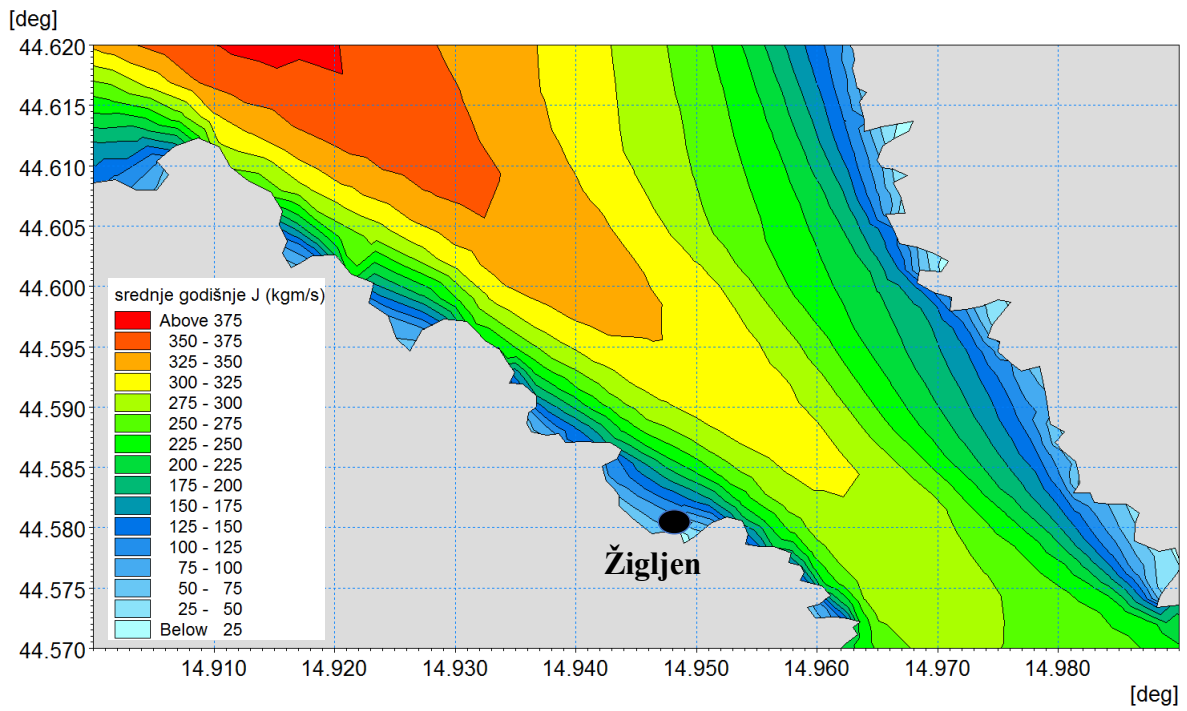 [deg]
44.620
44.615
44.610
44.605
44.600
44.595
44.590
44.585
44.580
44.575
44.570
srednje godišnje J (kgm/s)
Above 375
350 - 375
325 - 350
300 - 325
275 - 300
250 - 275
225 - 250
200 - 225
175 - 200
150 - 175
125 - 150
100 - 125
75 - 100
50 - 75
25 - 50
Below 25
Žigljen
14.910 14.920 14.930 14.940 14.950 14.960 14.970 14.980
[deg]